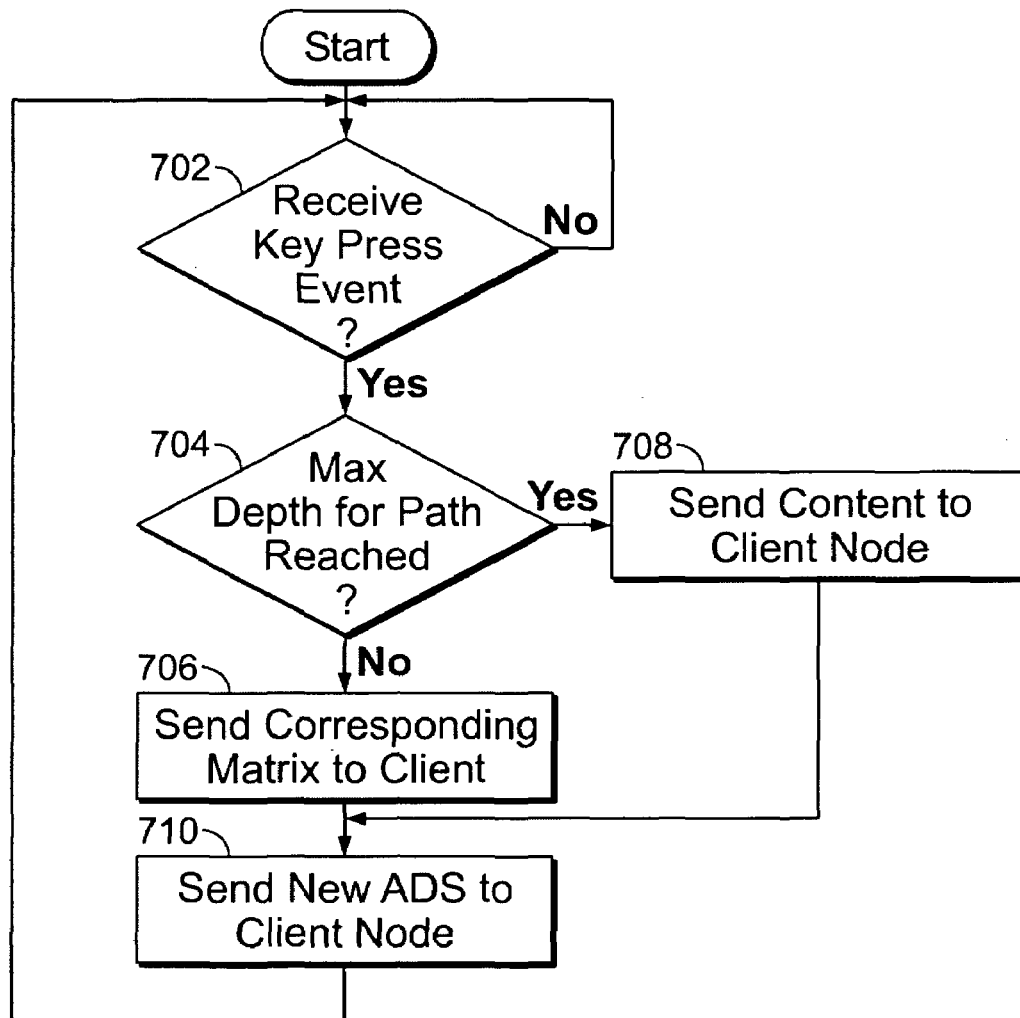 Start
702
Receive
Key Press
Event
?
No
Yes
704
Max
Depth for Path
Reached
?
Yes
708
Send Content to
Client Node
No
706
Send Corresponding
Matrix to Client
710
Send New ADS to
Client Node